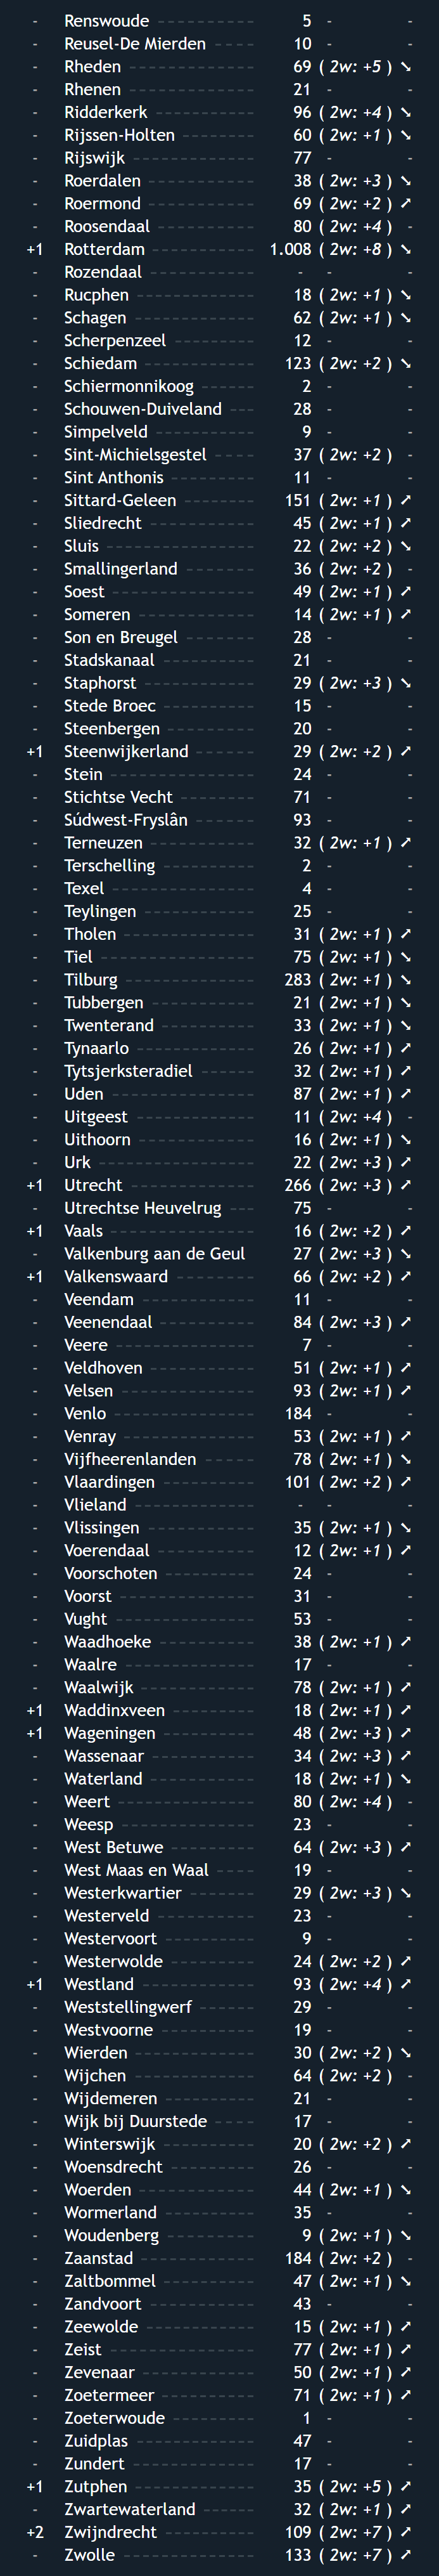 - Renswoude 5 - -
- Reusel-De Mierden 10 - -
- Rheden 69 ( 2w: +5 ) ↘
- Rhenen 21 - -
- Ridderkerk 96 ( 2w: +4 ) ↘
- Rijssen-Holten 60 ( 2w: +1 ) ↘
- Rijswijk 77 - -
- Roerdalen 38 ( 2w: +3 ) ↘
- Roermond 69 ( 2w: +2 ) ↗
- Roosendaal 80 ( 2w: +4 ) -
+1 Rotterdam 1.008 ( 2w: +8 ) ↘
- Rozendaal - - -
- Rucphen 18 ( 2w: +1 ) ↘
- Schagen 62 ( 2w: +1 ) ↘
- Scherpenzeel 12 - -
- Schiedam 123 ( 2w: +2 ) ↘
- Schiermonnikoog 2 - -
- Schouwen-Duiveland 28 - -
- Simpelveld 9 - -
- Sint-Michielsgestel 37 ( 2w: +2 ) -
- Sint Anthonis 11 - -
- Sittard-Geleen 151 ( 2w: +1 ) ↗
- Sliedrecht 45 ( 2w: +1 ) ↗
- Sluis 22 ( 2w: +2 ) ↘
- Smallingerland 36 ( 2w: +2 ) -
- Soest 49 ( 2w: +1 ) ↗
- Someren 14 ( 2w: +1 ) ↗
- Son en Breugel 28 - -
- Stadskanaal 21 - -
- Staphorst 29 ( 2w: +3 ) ↘
- Stede Broec 15 - -
- Steenbergen 20 - -
+1 Steenwijkerland 29 ( 2w: +2 ) ↗
- Stein 24 - -
- Stichtse Vecht 71 - -
- Súdwest-Fryslân 93 - -
- Terneuzen 32 ( 2w: +1 ) ↗
- Terschelling 2 - -
- Texel 4 - -
- Teylingen 25 - -
- Tholen 31 ( 2w: +1 ) ↗
- Tiel 75 ( 2w: +1 ) ↘
- Tilburg 283 ( 2w: +1 ) ↘
- Tubbergen 21 ( 2w: +1 ) ↘
- Twenterand 33 ( 2w: +1 ) ↘
- Tynaarlo 26 ( 2w: +1 ) ↗
- Tytsjerksteradiel 32 ( 2w: +1 ) ↗
- Uden 87 ( 2w: +1 ) ↗
- Uitgeest 11 ( 2w: +4 ) -
- Uithoorn 16 ( 2w: +1 ) ↘
- Urk 22 ( 2w: +3 ) ↗
+1 Utrecht 266 ( 2w: +3 ) ↗
- Utrechtse Heuvelrug 75 - -
+1 Vaals 16 ( 2w: +2 ) ↗
- Valkenburg aan de Geul 27 ( 2w: +3 ) ↘
+1 Valkenswaard 66 ( 2w: +2 ) ↗
- Veendam 11 - -
- Veenendaal 84 ( 2w: +3 ) ↗
- Veere 7 - -
- Veldhoven 51 ( 2w: +1 ) ↗
- Velsen 93 ( 2w: +1 ) ↗
- Venlo 184 - -
- Venray 53 ( 2w: +1 ) ↗
- Vijfheerenlanden 78 ( 2w: +1 ) ↘
- Vlaardingen 101 ( 2w: +2 ) ↗
- Vlieland - - -
- Vlissingen 35 ( 2w: +1 ) ↘
- Voerendaal 12 ( 2w: +1 ) ↗
- Voorschoten 24 - -
- Voorst 31 - -
- Vught 53 - -
- Waadhoeke 38 ( 2w: +1 ) ↗
- Waalre 17 - -
- Waalwijk 78 ( 2w: +1 ) ↗
+1 Waddinxveen 18 ( 2w: +1 ) ↗
+1 Wageningen 48 ( 2w: +3 ) ↗
- Wassenaar 34 ( 2w: +3 ) ↗
- Waterland 18 ( 2w: +1 ) ↘
- Weert 80 ( 2w: +4 ) -
- Weesp 23 - -
- West Betuwe 64 ( 2w: +3 ) ↗
- West Maas en Waal 19 - -
- Westerkwartier 29 ( 2w: +3 ) ↘
- Westerveld 23 - -
- Westervoort 9 - -
- Westerwolde 24 ( 2w: +2 ) ↗
+1 Westland 93 ( 2w: +4 ) ↗
- Weststellingwerf 29 - -
- Westvoorne 19 - -
- Wierden 30 ( 2w: +2 ) ↘
- Wijchen 64 ( 2w: +2 ) -
- Wijdemeren 21 - -
- Wijk bij Duurstede 17 - -
- Winterswijk 20 ( 2w: +2 ) ↗
- Woensdrecht 26 - -
- Woerden 44 ( 2w: +1 ) ↘
- Wormerland 35 - -
- Woudenberg 9 ( 2w: +1 ) ↘
- Zaanstad 184 ( 2w: +2 ) -
- Zaltbommel 47 ( 2w: +1 ) ↘
- Zandvoort 43 - -
- Zeewolde 15 ( 2w: +1 ) ↗
- Zeist 77 ( 2w: +1 ) ↗
- Zevenaar 50 ( 2w: +1 ) ↗
- Zoetermeer 71 ( 2w: +1 ) ↗
- Zoeterwoude 1 - -
- Zuidplas 47 - -
- Zundert 17 - -
+1 Zutphen 35 ( 2w: +5 ) ↗
- Zwartewaterland 32 ( 2w: +1 ) ↗
+2 Zwijndrecht 109 ( 2w: +7 ) ↗
- Zwolle 133 ( 2w: +7 ) ↗